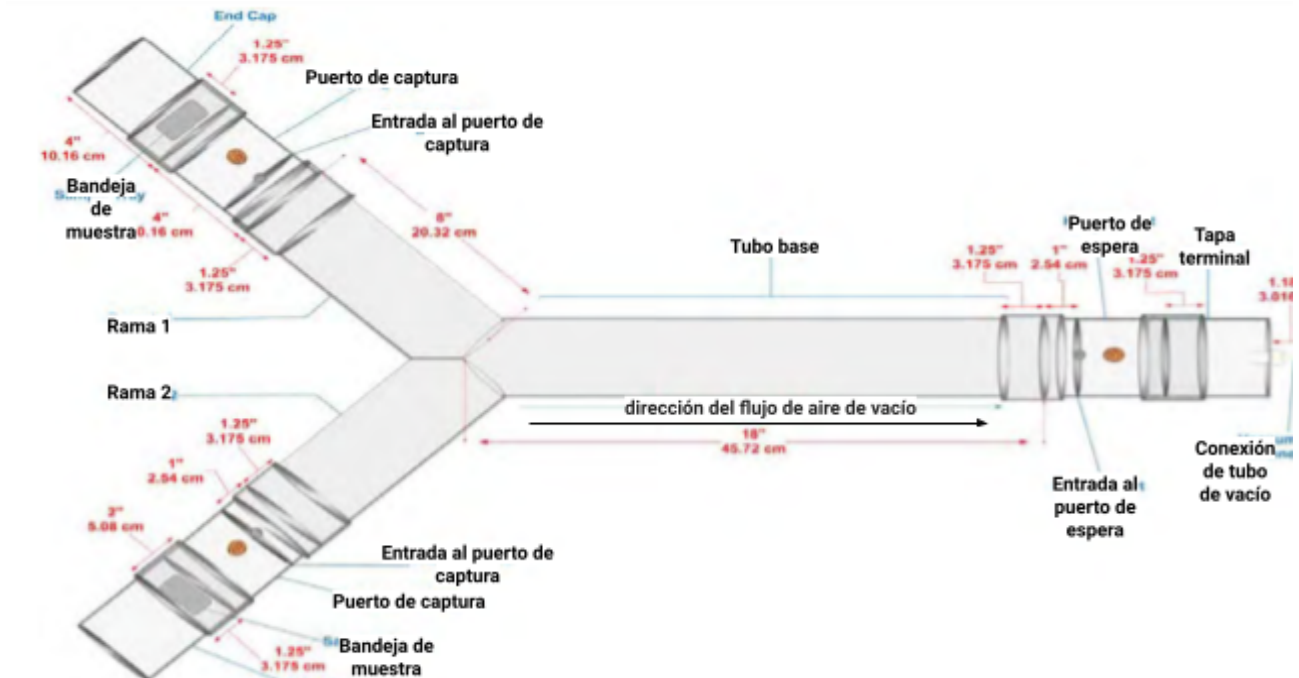 End Cap
1.25"
3.175 cm
Puerto de captura
Entrada al puerto de
captura
4"
10.16 cm
Bandeja
de
muestra
4"
0.16 cm
1.25"
3.175 cm
8"
20.32 cm
Rama 1
Rama 2
Tubo base
1.25"
3.175 cm
1"
2.54 cm
Puerto de
espera
1.25"
3.175 cm
Tapa
terminal
dirección del flujo de aire de vacío
18"
45.72 cm
Entrada al
puerto de
espera
Conexión
de tubo
de vacío
1.25"
3.175 cm
1"
2.54 cm
2"
5.08 cm
Entrada al puerto de
captura
Puerto de captura
Bandeja de
muestra
1.25"
3.175 cm